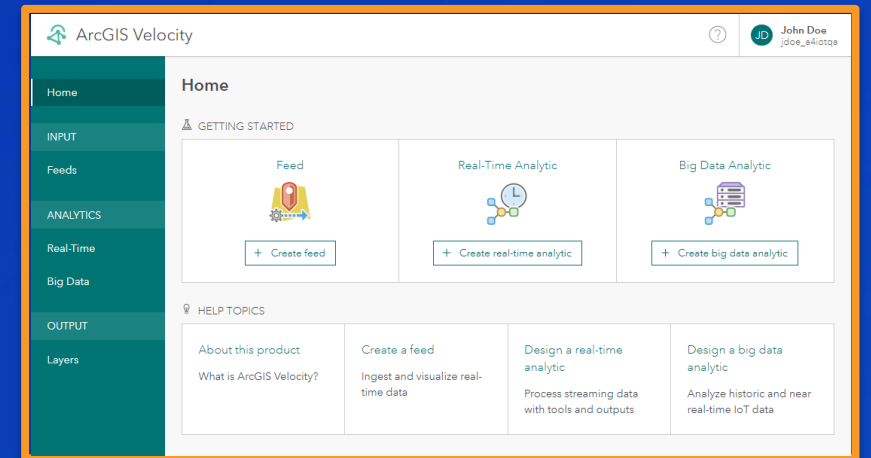 ArcGIS Velocity
?
JD
John Doe
jdoe_a4iotqa
Home
INPUT
Feeds
ANALYTICS
Real-Time
Big Data
OUTPUT
Layers
Home
GETTING STARTED
Feed
+ Create feed
Real-Time Analytic
+ Create real-time analytic
Big Data Analytic
+ Create big data analytic
HELP TOPICS
About this product
What is ArcGIS Velocity?
Create a feed
Ingest and visualize real-
time data
Design a real-time
analytic
Process streaming data
with tools and outputs
Design a big data
analytic
Analyze historic and near
real-time IoT data